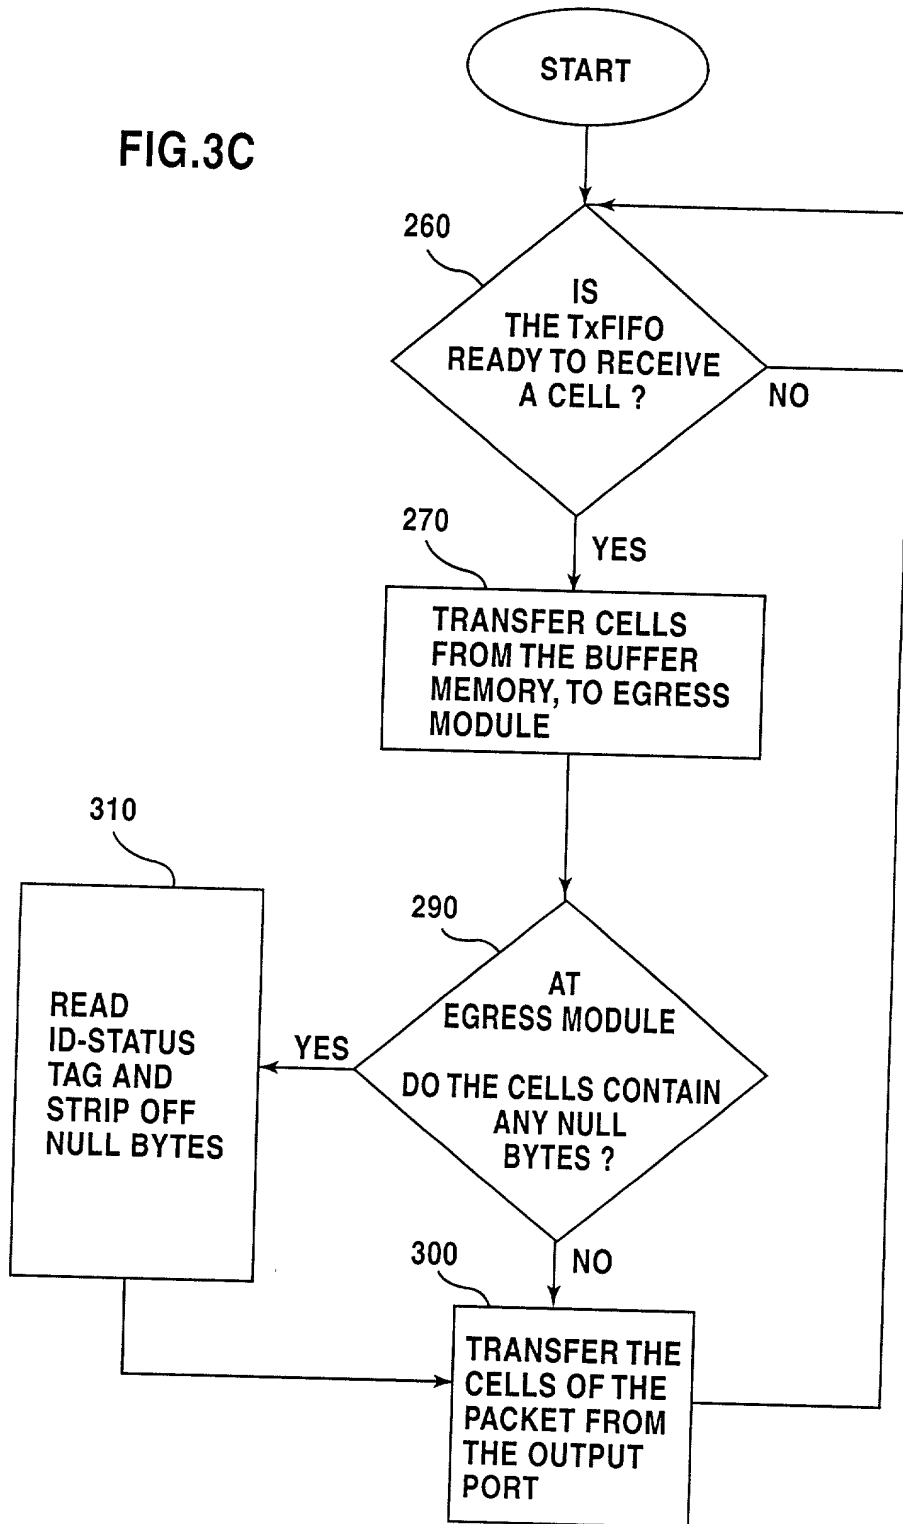 START
FIG.3C
260
IS
THE TxFIFO
READY TO RECEIVE
A CELL ?
NO
270
YES
TRANSFER CELLS
FROM THE BUFFER
MEMORY, TO EGRESS
MODULE
310
290
READ
ID-STATUS
TAG AND
STRIP OFF
NULL BYTES
YES
AT
EGRESS MODULE
DO THE CELLS CONTAIN
ANY NULL
BYTES ?
300
NO
TRANSFER THE
CELLS OF THE
PACKET FROM
THE OUTPUT
PORT